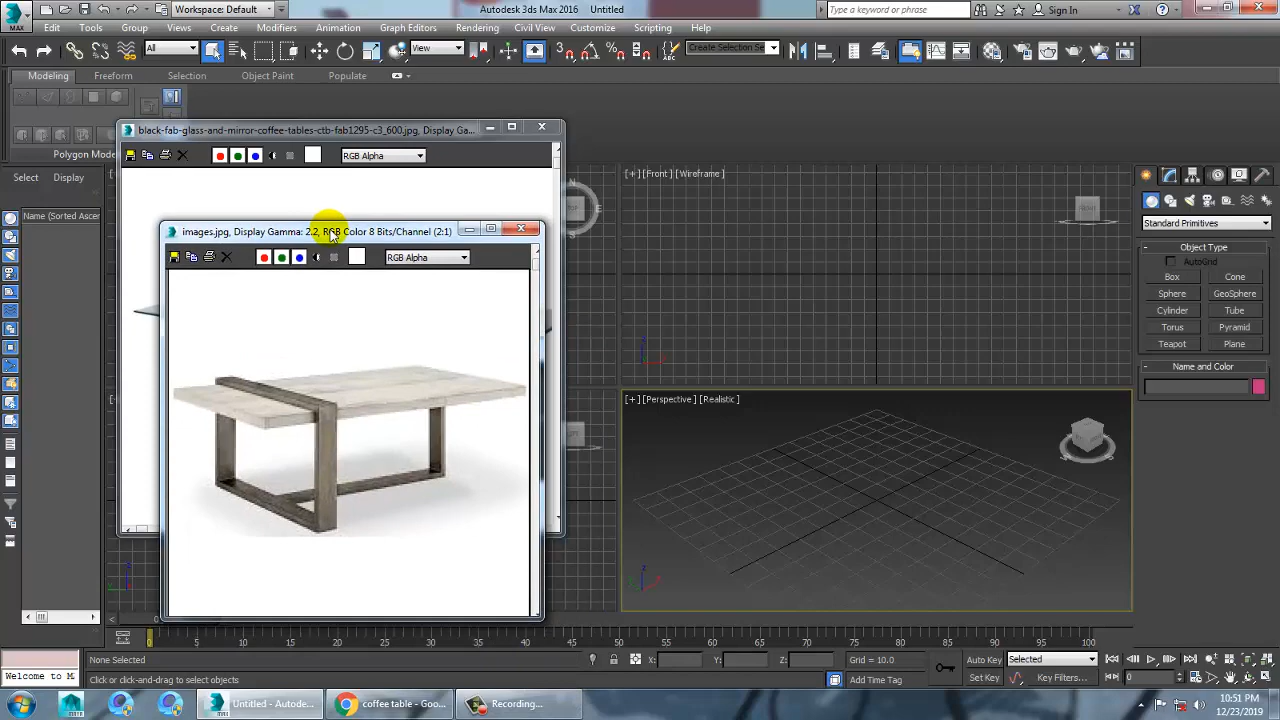 Workspace: Default
Autodesk 3ds Max 2016 Untitled
Type a keyword or phrase
Sign In
MAX
Edit Tools Group Views Create Modifiers Animation Graph Editors Rendering Civil View Customize Scripting Help
All
View
Create Selection Se
Modeling Freeform Selection Object Paint Populate
Polygon Mode
black-fab-glass-and-mirror-coffee-tables-ctb-fab1295-c3_600.jpg, Display Ga...
RGB Alpha
Select Display
Name (Sorted Ascen
images.jpg, Display Gamma: 2.2, RGB Color 8 Bits/Channel (2:1)
RGB Alpha
[+] [Front] [Wireframe]
FRONT
[+] [Perspective] [Realistic]
Standard Primitives
Object Type
AutoGrid
Box Cone
Sphere GeoSphere
Cylinder Tube
Torus Pyramid
Teapot Plane
Name and Color
0 5 10 15 20 25 30 35 40 45 50 55 60 65 70 75 80 85 90 95 100
None Selected
X: Y: Z:
Grid = 10.0
Auto Key
Selected
Welcome to M
Click or click-and-drag to select objects
Add Time Tag
Set Key
Key Filters...
0
Untitled - Autode...
coffee table - Goo...
Recording...
10:51 PM
12/23/2019